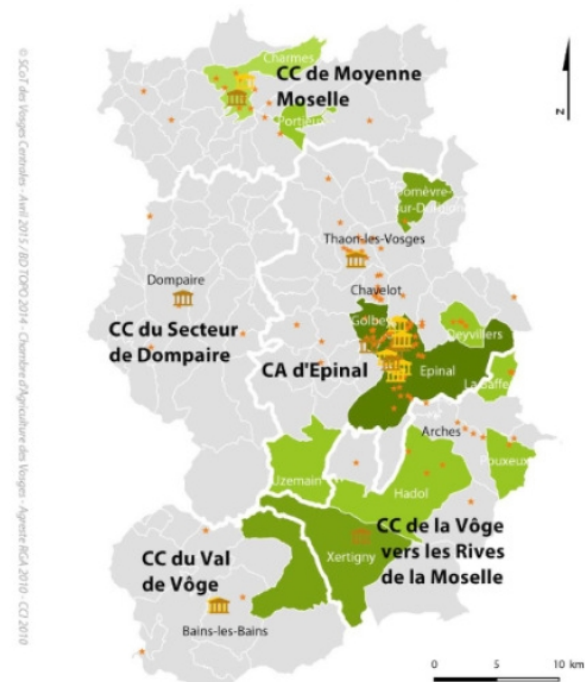 Charmes
CC de Moyenne
Moselle
Portieux
Domèvre-
sur-Durbion
Thaon-les-Vosges
Dompaire
Chavelot
CC du Secteur
de Dompaire
Golbey
Deyvillers
CA d'Epinal
Epinal
La Baffe
Arches
Pouxeux
Uzemain
Hadol
CC de la Vôge
vers les Rives
de la Moselle
Xertigny
CC du Val
de Vôge
Bains-les-Bains
N
0 5 10 km
© SCoT des Vosges Centrales - Avril 2015 / BD TOPO 2014 - Chambre d'Agriculture des Vosges - Agreste RGA 2010 - CCI 2010